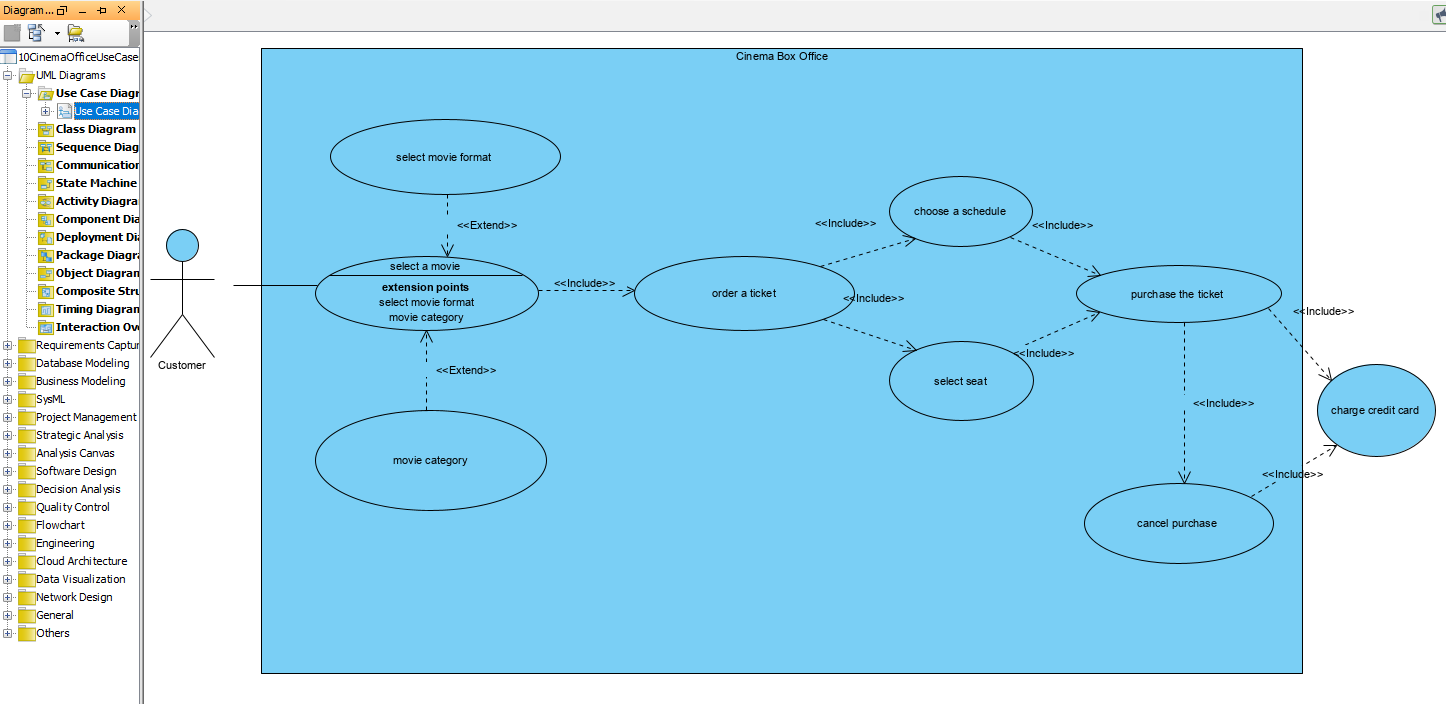 Diagram...
10CinemaOfficeUseCase
UML Diagrams
Use Case Diagr
Use Case Dia
Class Diagram
Sequence Diag
Communication
State Machine
Activity Diagra
Component Dia
Deployment Di
Package Diagra
Object Diagram
Composite Stru
Timing Diagram
Interaction Ov
Requirements Captur
Database Modeling
Business Modeling
SysML
Project Management
Strategic Analysis
Analysis Canvas
Software Design
Decision Analysis
Quality Control
Flowchart
Engineering
Cloud Architecture
Data Visualization
Network Design
General
Others
Cinema Box Office
Customer
select movie format
<<Extend>>
select a movie
extension points
select movie format
movie category
<<Extend>>
movie category
<<Include>>
order a ticket
<<Include>>
<<Include>>
choose a schedule
select seat
<<Include>>
<<Include>>
purchase the ticket
<<Include>>
<<Include>>
cancel purchase
<<Include>>
charge credit card